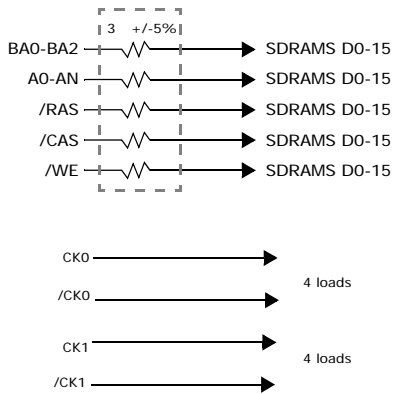 3 +/-5%
BA0-BA2 SDRAMS D0-15
A0-AN SDRAMS D0-15
/RAS SDRAMS D0-15
/CAS SDRAMS D0-15
/WE SDRAMS D0-15
CK0
4 loads
/CK0
CK1
4 loads
/CK1